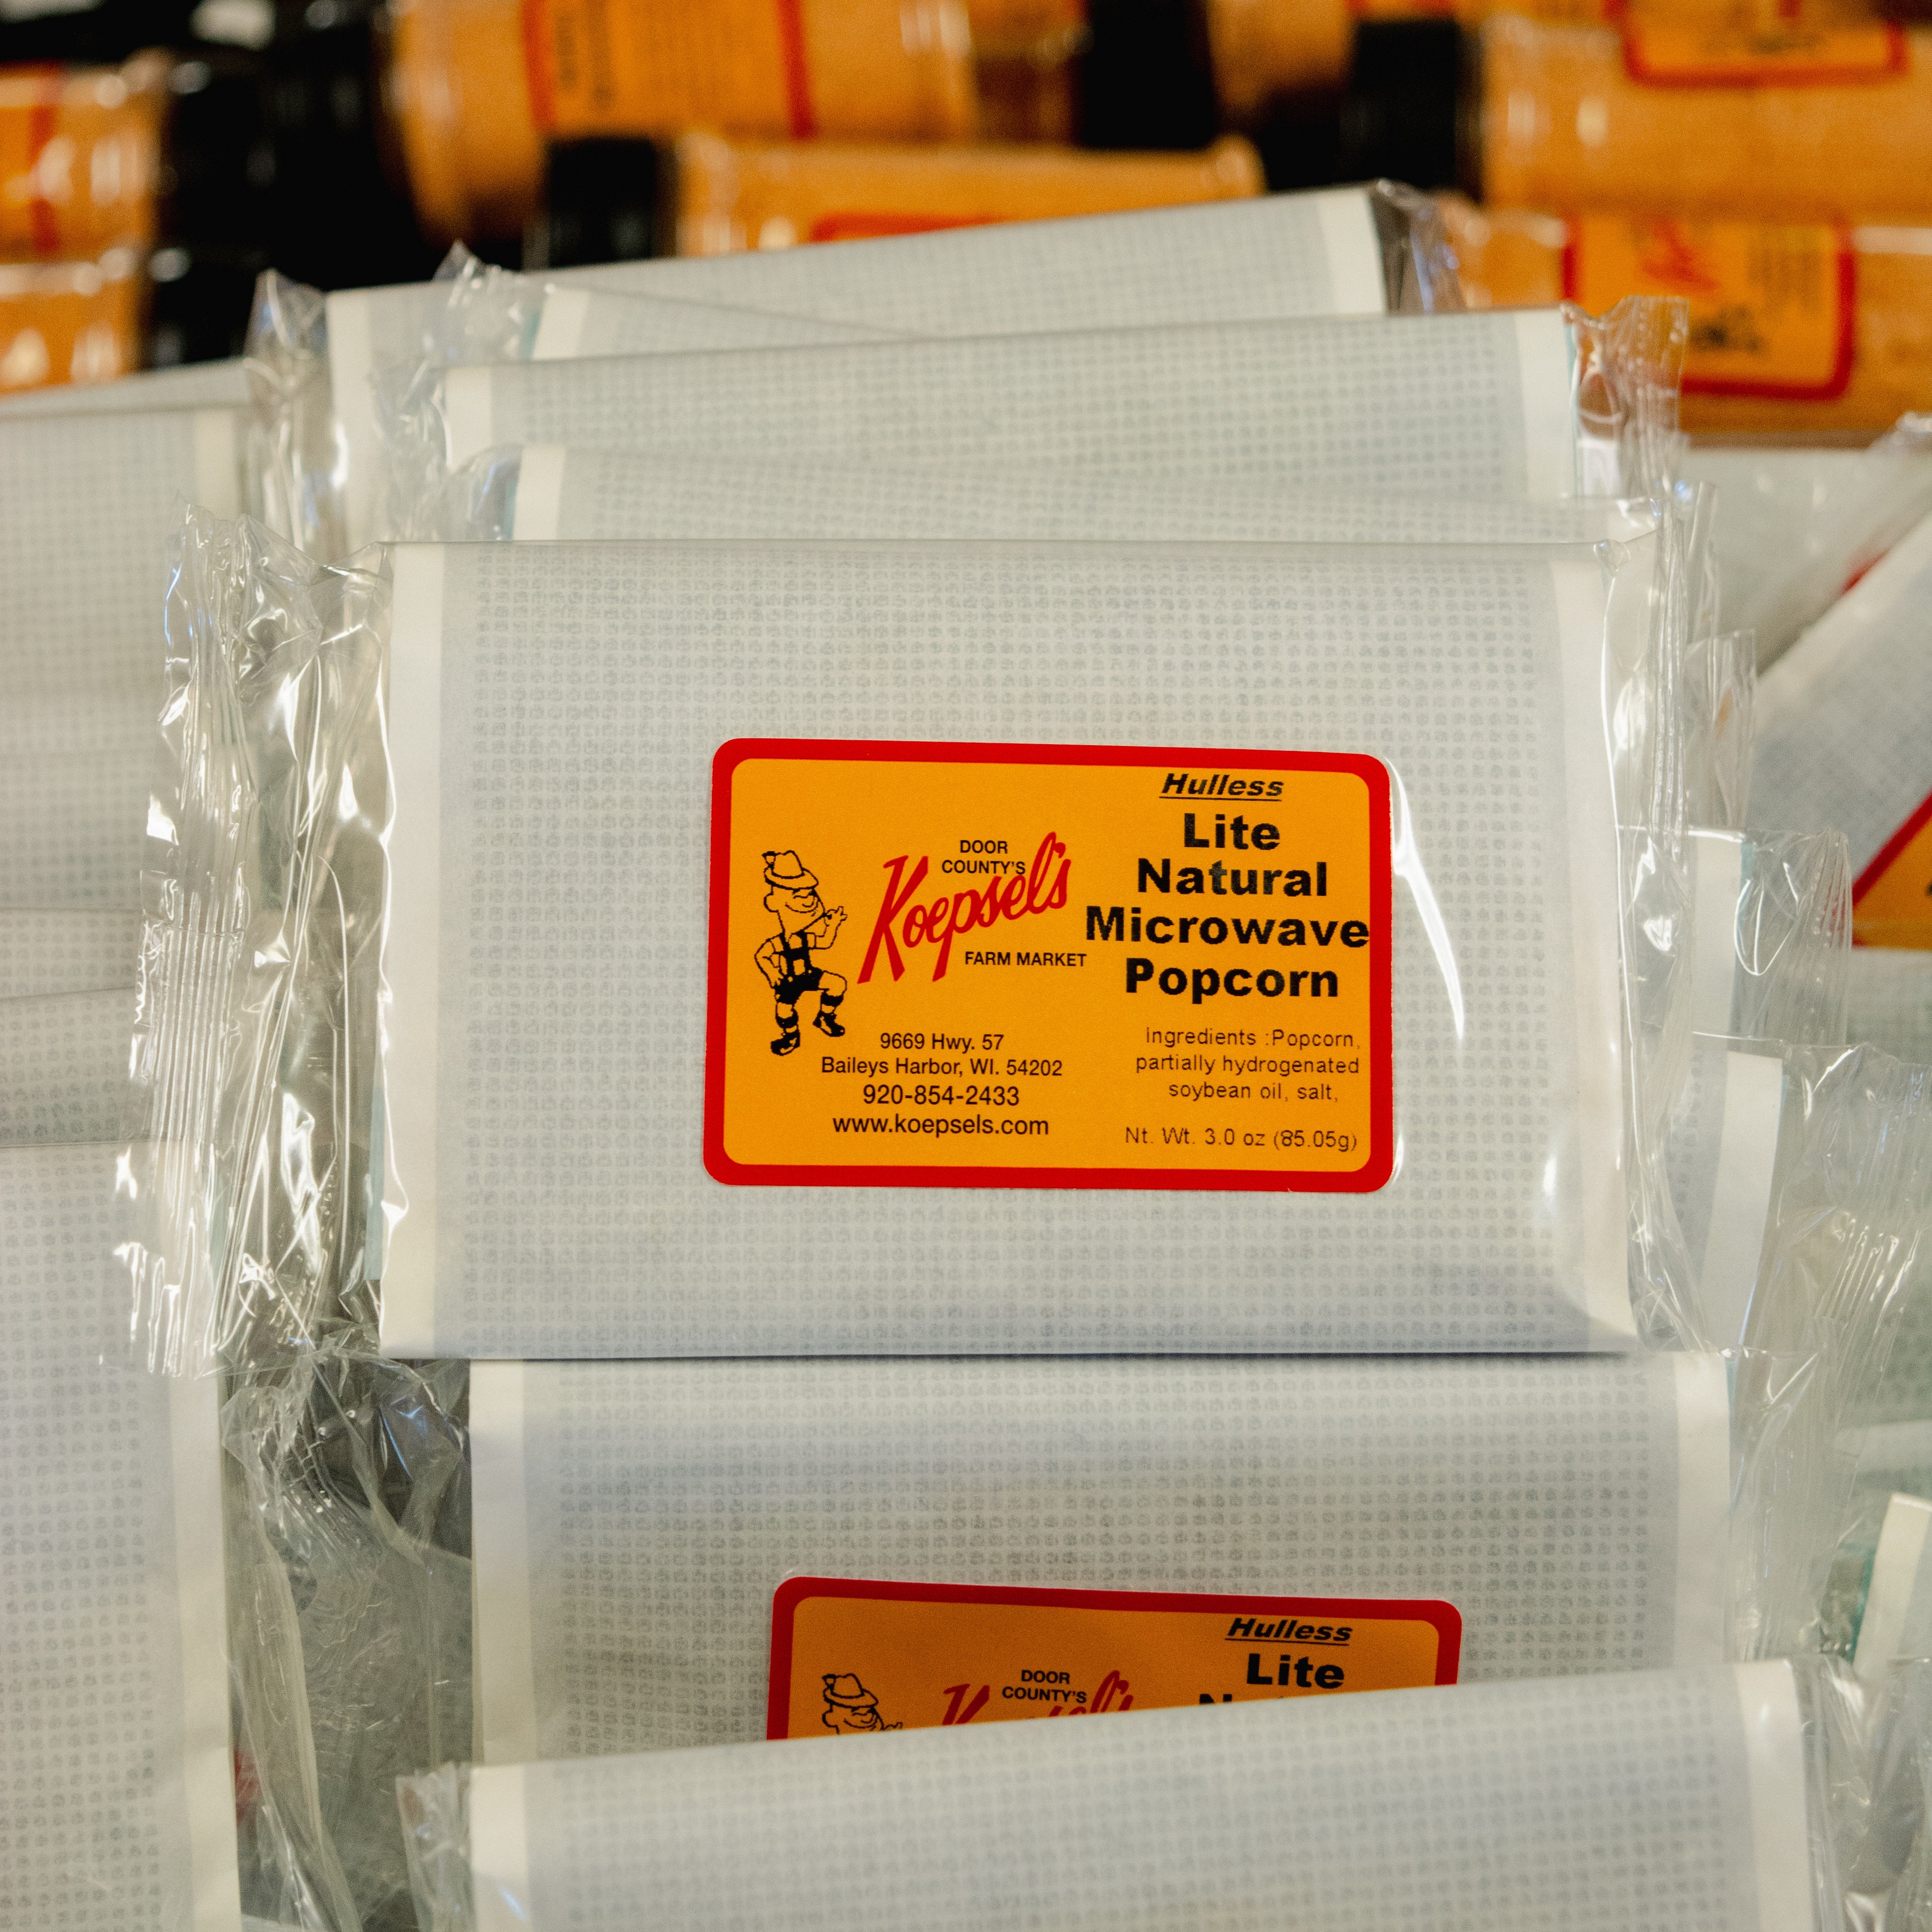 Hulless
Lite
Natural
Microwave
Popcorn
DOOR
COUNTY'S
Koepsel's
FARM MARKET
9669 Hwy. 57
Baileys Harbor, WI. 54202
920-854-2433
www.koepsels.com
Ingredients :Popcorn,
partially hydrogenated
soybean oil, salt,
Nt. Wt. 3.0 oz (85.05g)
Hulless
Lite
DOOR
COUNTY'S